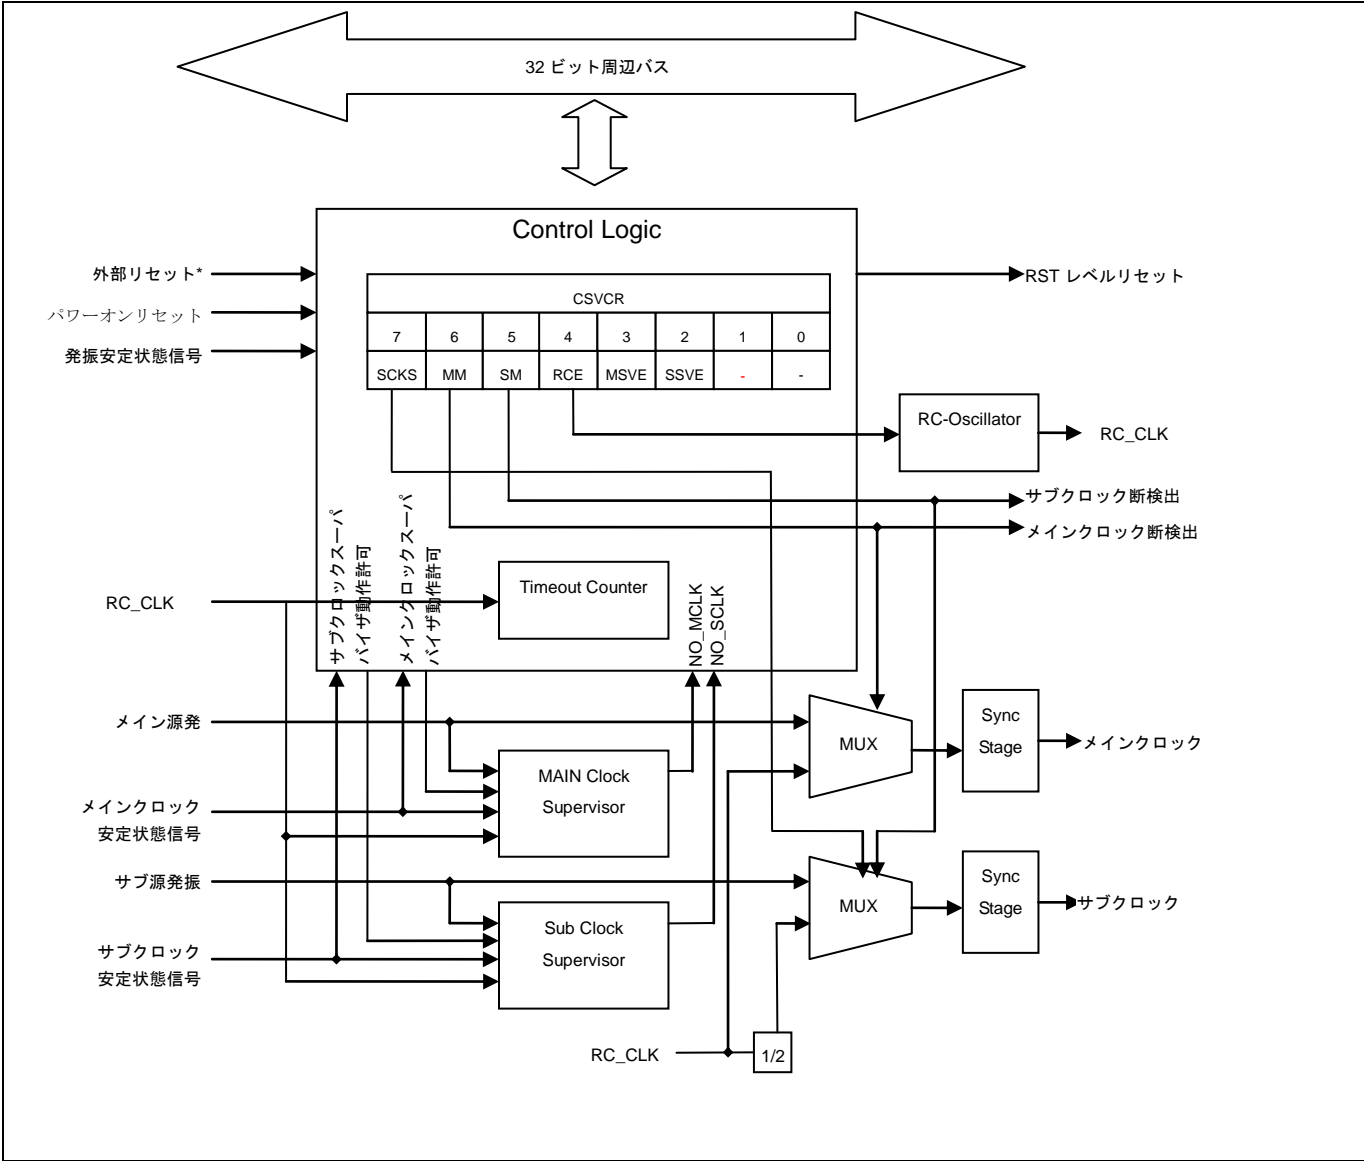 32 ビット周辺バス
Control Logic
外部リセット*
パワーオンリセット
発振安定状態信号
RST レベルリセット
CSVCR
7 6 5 4 3 2 1 0
SCKS MM SM RCE MSVE SSVE - -
RC-Oscillator
RC_CLK
サブクロック断検出
メインクロック断検出
サブクロックスーパ
バイザ動作許可
メインクロックスーパ
バイザ動作許可
RC_CLK
Timeout Counter
NO_MCLK
NO_SCLK
メイン源発
MAIN Clock
Supervisor
メインクロック
安定状態信号
MUX
Sync
Stage
メインクロック
サブ源発振
Sub Clock
Supervisor
サブクロック
安定状態信号
MUX
Sync
Stage
サブクロック
RC_CLK
1/2